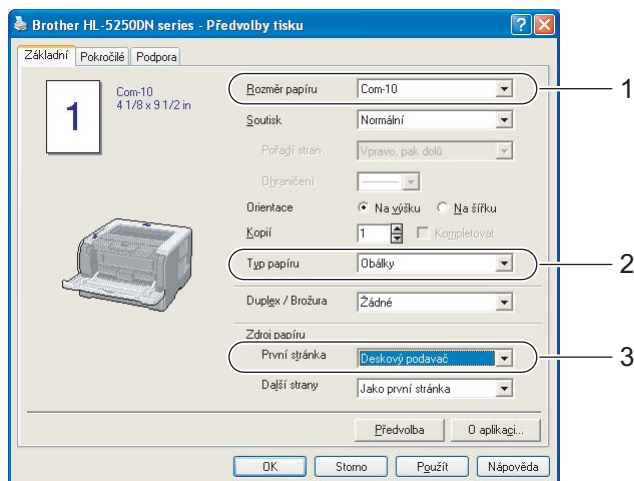 Brother HL-5250DN series - Předvolby tisku
Základní Pokročilé Podpora
1
Com-10
4 1/8 x 9 1/2 in
Rozměr papíru Com-10 1
Soutisk Normální
Pořadí stran Vpravo, pak dolů
Ohraničení
Orientace Na výšku Na šířku
Kopií 1 Kompletovat
Typ papíru Obálky 2
Duplex / Brožura Žádné
Zdroj papíru
První stránka Deskový podavač 3
Další strany Jako první stránka
Předvolba O aplikaci...
OK Storno Použít Nápověda